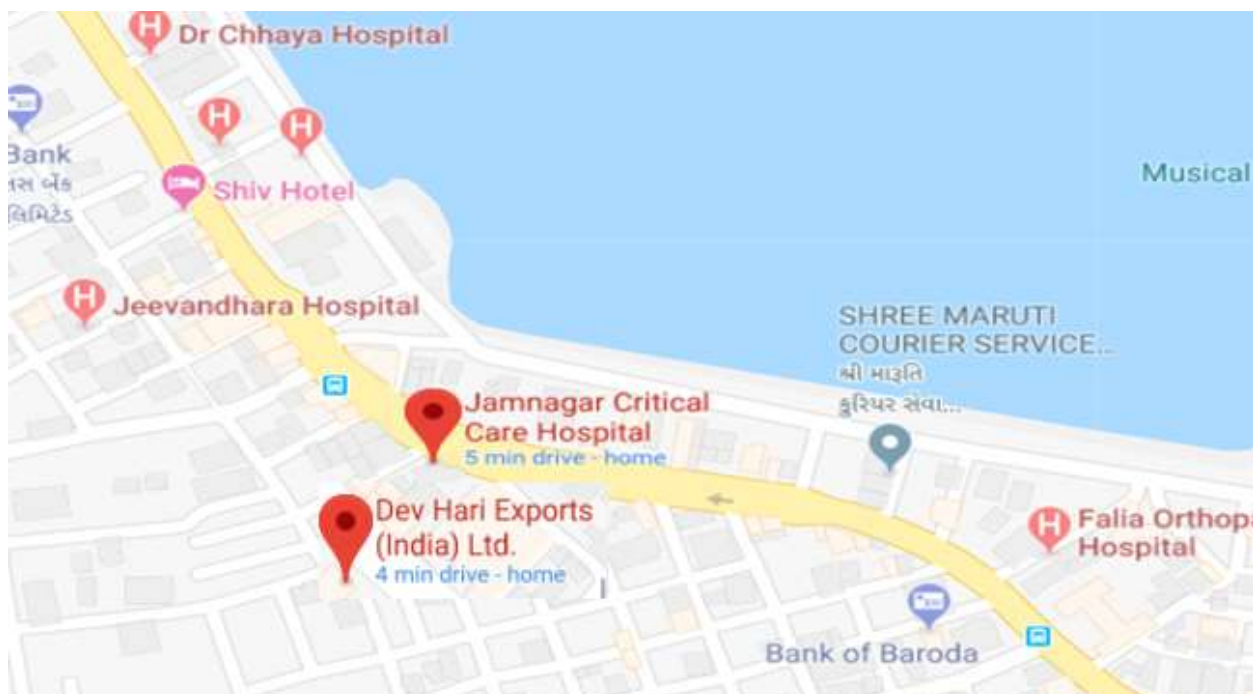 Dr Chhaya Hospital
Bank
લિમિટેડ
Shiv Hotel
Musical
Jeevandhara Hospital
SHREE MARUTI
COURIER SERVICE...
શ્રી મારૂતિ
કુરિયર સેવા...
Jamnagar Critical
Care Hospital
5 min drive - home
Dev Hari Exports
(India) Ltd.
4 min drive - home
Falia Orthop
Hospital
Bank of Baroda